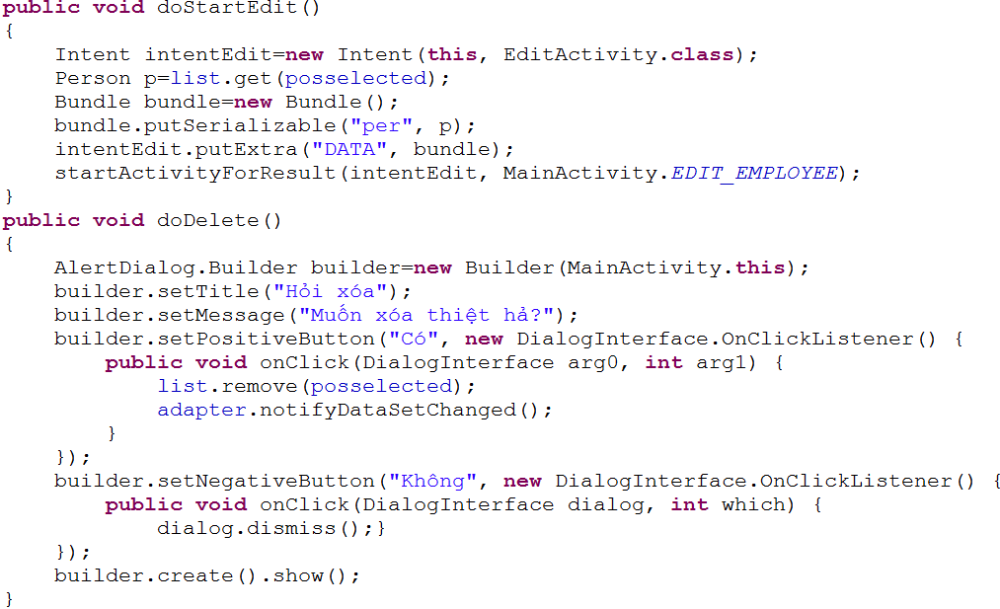 public void doStartEdit()
{
    Intent intentEdit=new Intent(this, EditActivity.class);
    Person p=list.get(posselected);
    Bundle bundle=new Bundle();
    bundle.putSerializable("per", p);
    intentEdit.putExtra("DATA", bundle);
    startActivityForResult(intentEdit, MainActivity.EDIT_EMPLOYEE);
}
public void doDelete()
{
    AlertDialog.Builder builder=new Builder(MainActivity.this);
    builder.setTitle("Hỏi xóa");
    builder.setMessage("Muốn xóa thiệt hả?");
    builder.setPositiveButton("Có", new DialogInterface.OnClickListener() {
        public void onClick(DialogInterface arg0, int arg1) {
            list.remove(posselected);
            adapter.notifyDataSetChanged();
        }
    });
    builder.setNegativeButton("Không", new DialogInterface.OnClickListener() {
        public void onClick(DialogInterface dialog, int which) {
            dialog.dismiss();}
    });
    builder.create().show();
}